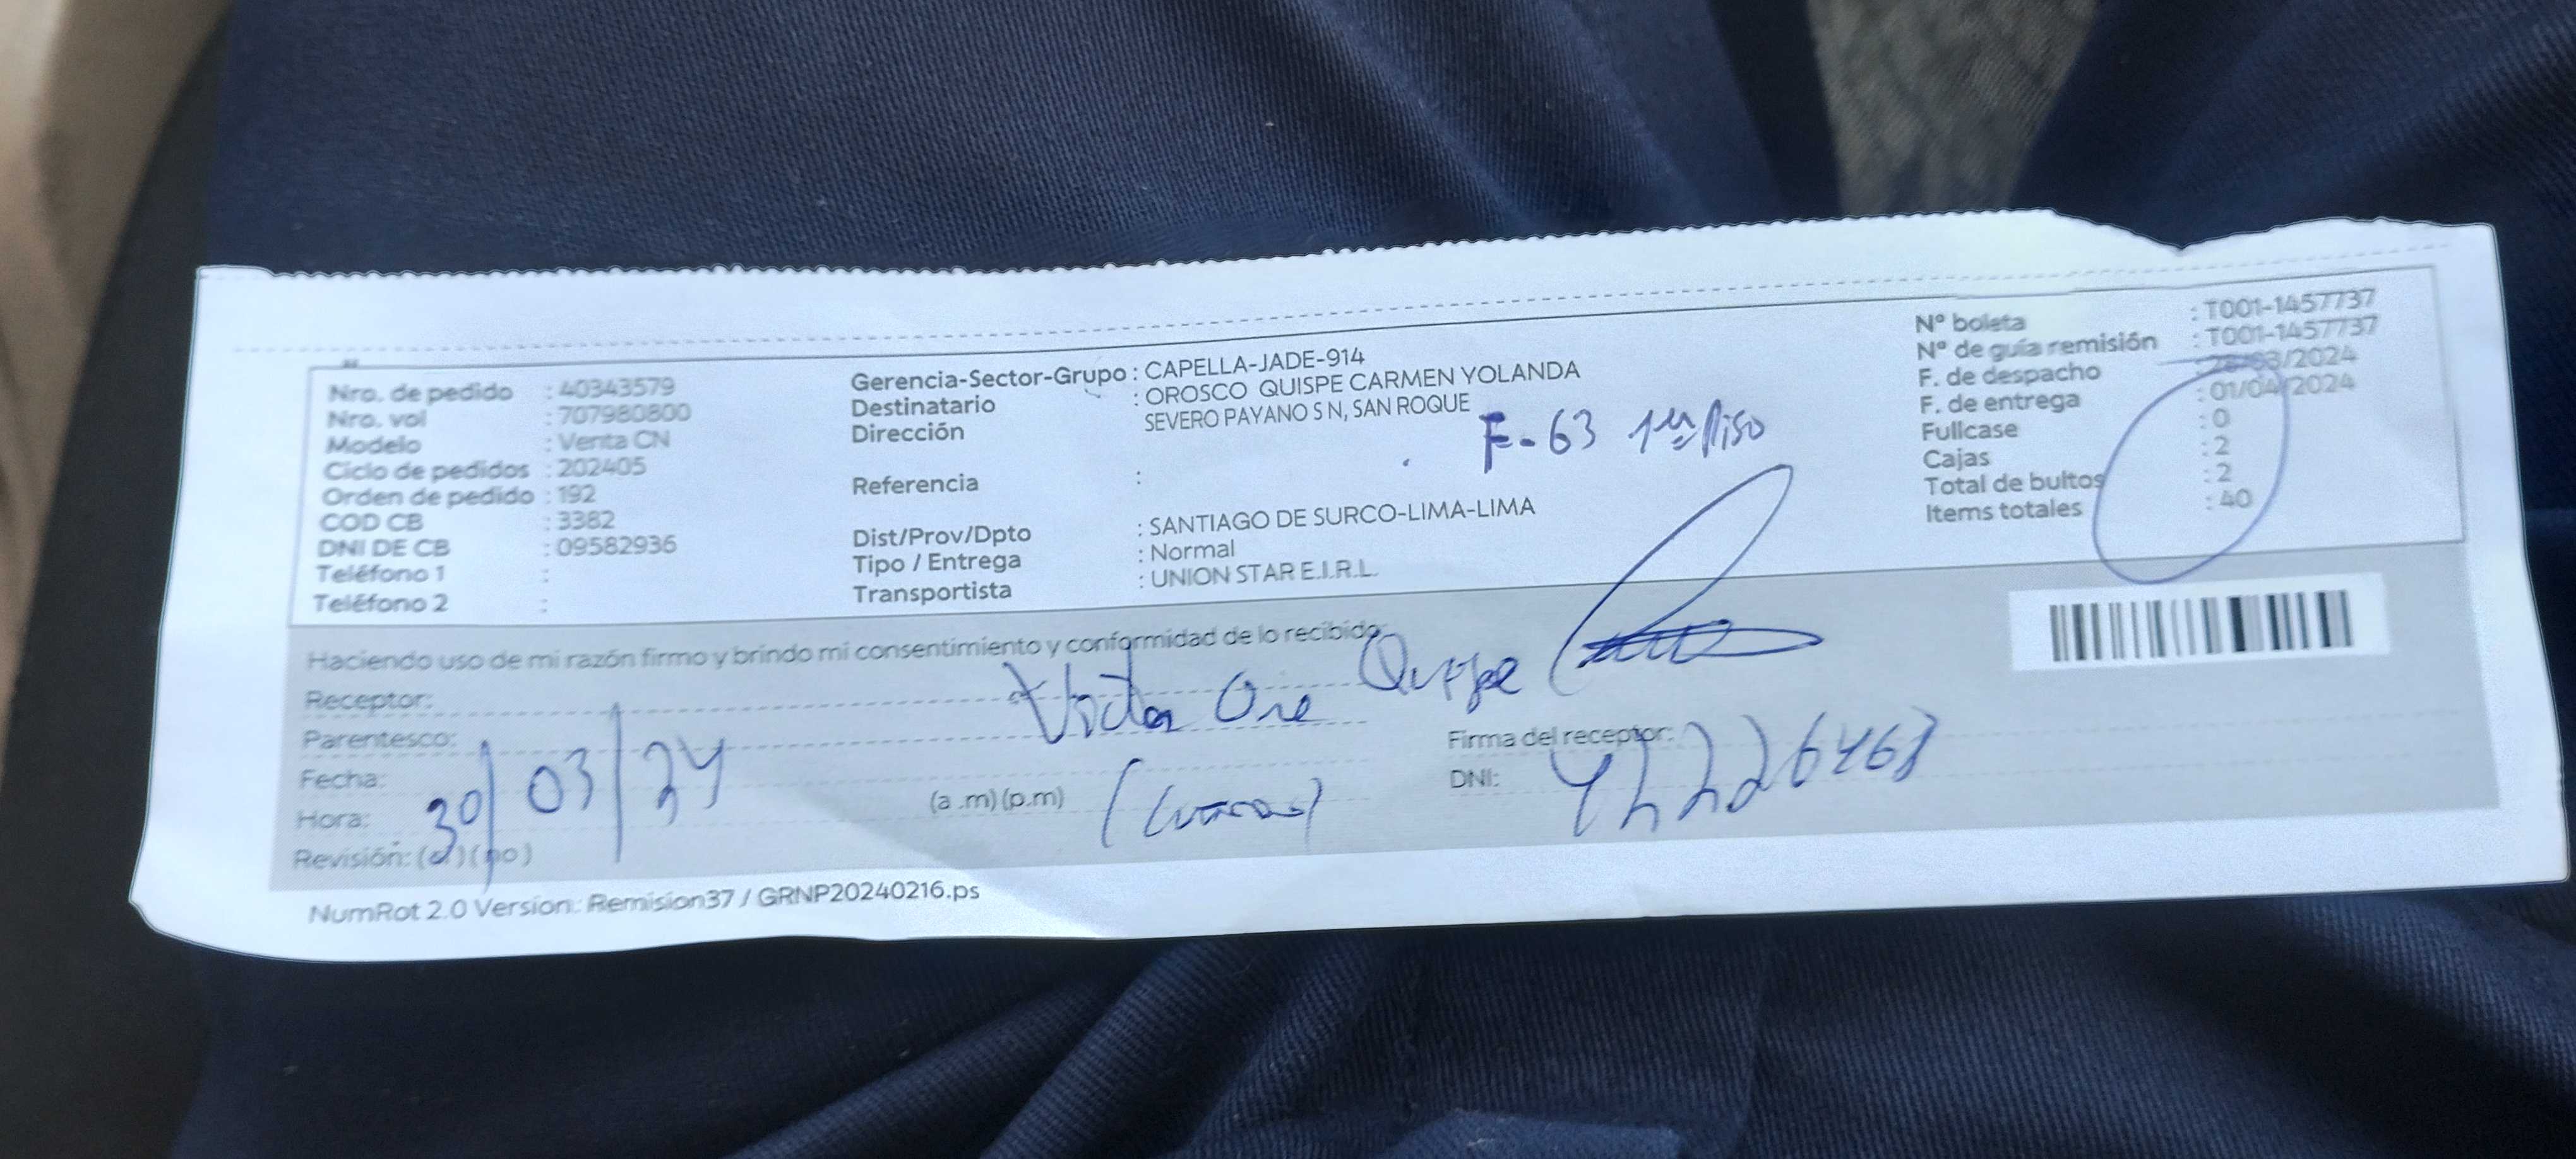 Nro. de pedido : 40343579
Nro. vol : 707980800
Modelo : Venta CN
Ciclo de pedidos : 202405
Orden de pedido : 192
COD CB : 3382
DNI DE CB : 09582936
Teléfono 1 :
Teléfono 2 :
Gerencia-Sector-Grupo : CAPELLA-JADE-914
Destinatario : OROSCO QUISPE CARMEN YOLANDA
Dirección SEVERO PAYANO S N, SAN ROQUE
F-63 1er Piso
Referencia :
Dist/Prov/Dpto : SANTIAGO DE SURCO-LIMA-LIMA
Tipo / Entrega : Normal
Transportista : UNION STAR E.I.R.L.
Nº boleta : T001-1457737
Nº de guía remisión : T001-1457737
F. de despacho : 28/03/2024
F. de entrega : 01/04/2024
Fullcase : 0
Cajas : 2
Total de bultos : 2
Items totales : 40
Haciendo uso de mi razón firmo y brindo mi consentimiento y conformidad de lo recibido:
Receptor: Ore Quispe
Parentesco:
Fecha: 30/03/24
Hora: (a .m) (p.m)
Revisión: (si) (no)
Firma del receptor:
DNI:
NumRot 2.0 Version: Remision37 / GRNP20240216.ps